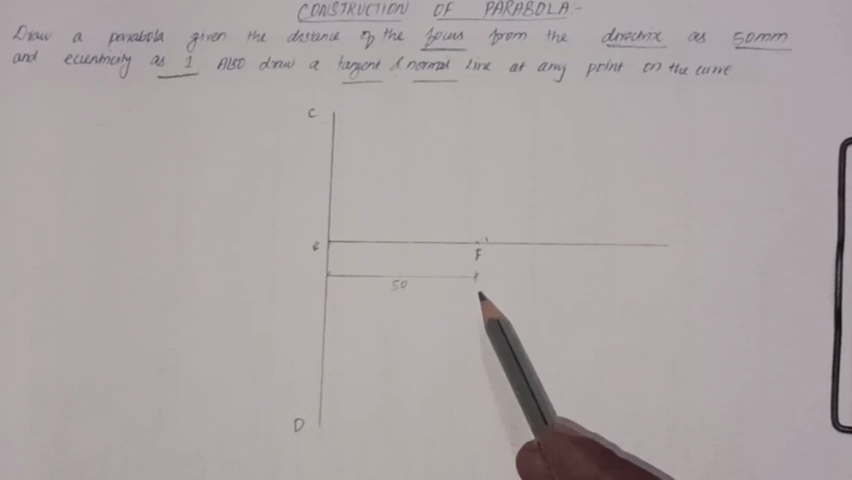 CONSTRUCTION OF PARABOLA-
Draw a parabola given the distance of the focus from the directrix as 50mm
and eccentricity as 1 Also draw a tangent & normal line at any point on the curve
C
e
F
50
D